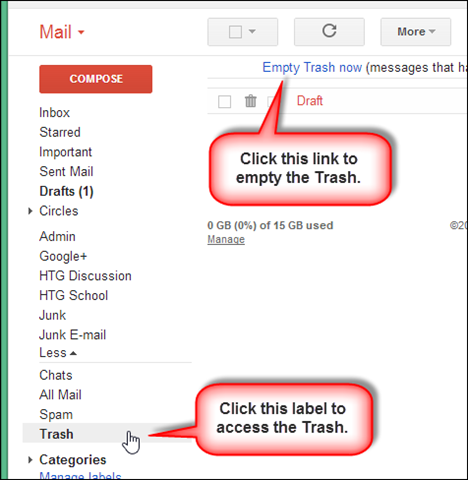 Mail
More
Empty Trash now (messages that ha
COMPOSE
Draft
Click this link to
empty the Trash.
Inbox
Starred
Important
Sent Mail
Drafts (1)
Circles
0 GB (0%) of 15 GB used
©20
Manage
Admin
Google+
HTG Discussion
HTG School
Junk
Junk E-mail
Less
Chats
All Mail
Spam
Trash
Click this label to
access the Trash.
Categories
Manage labels